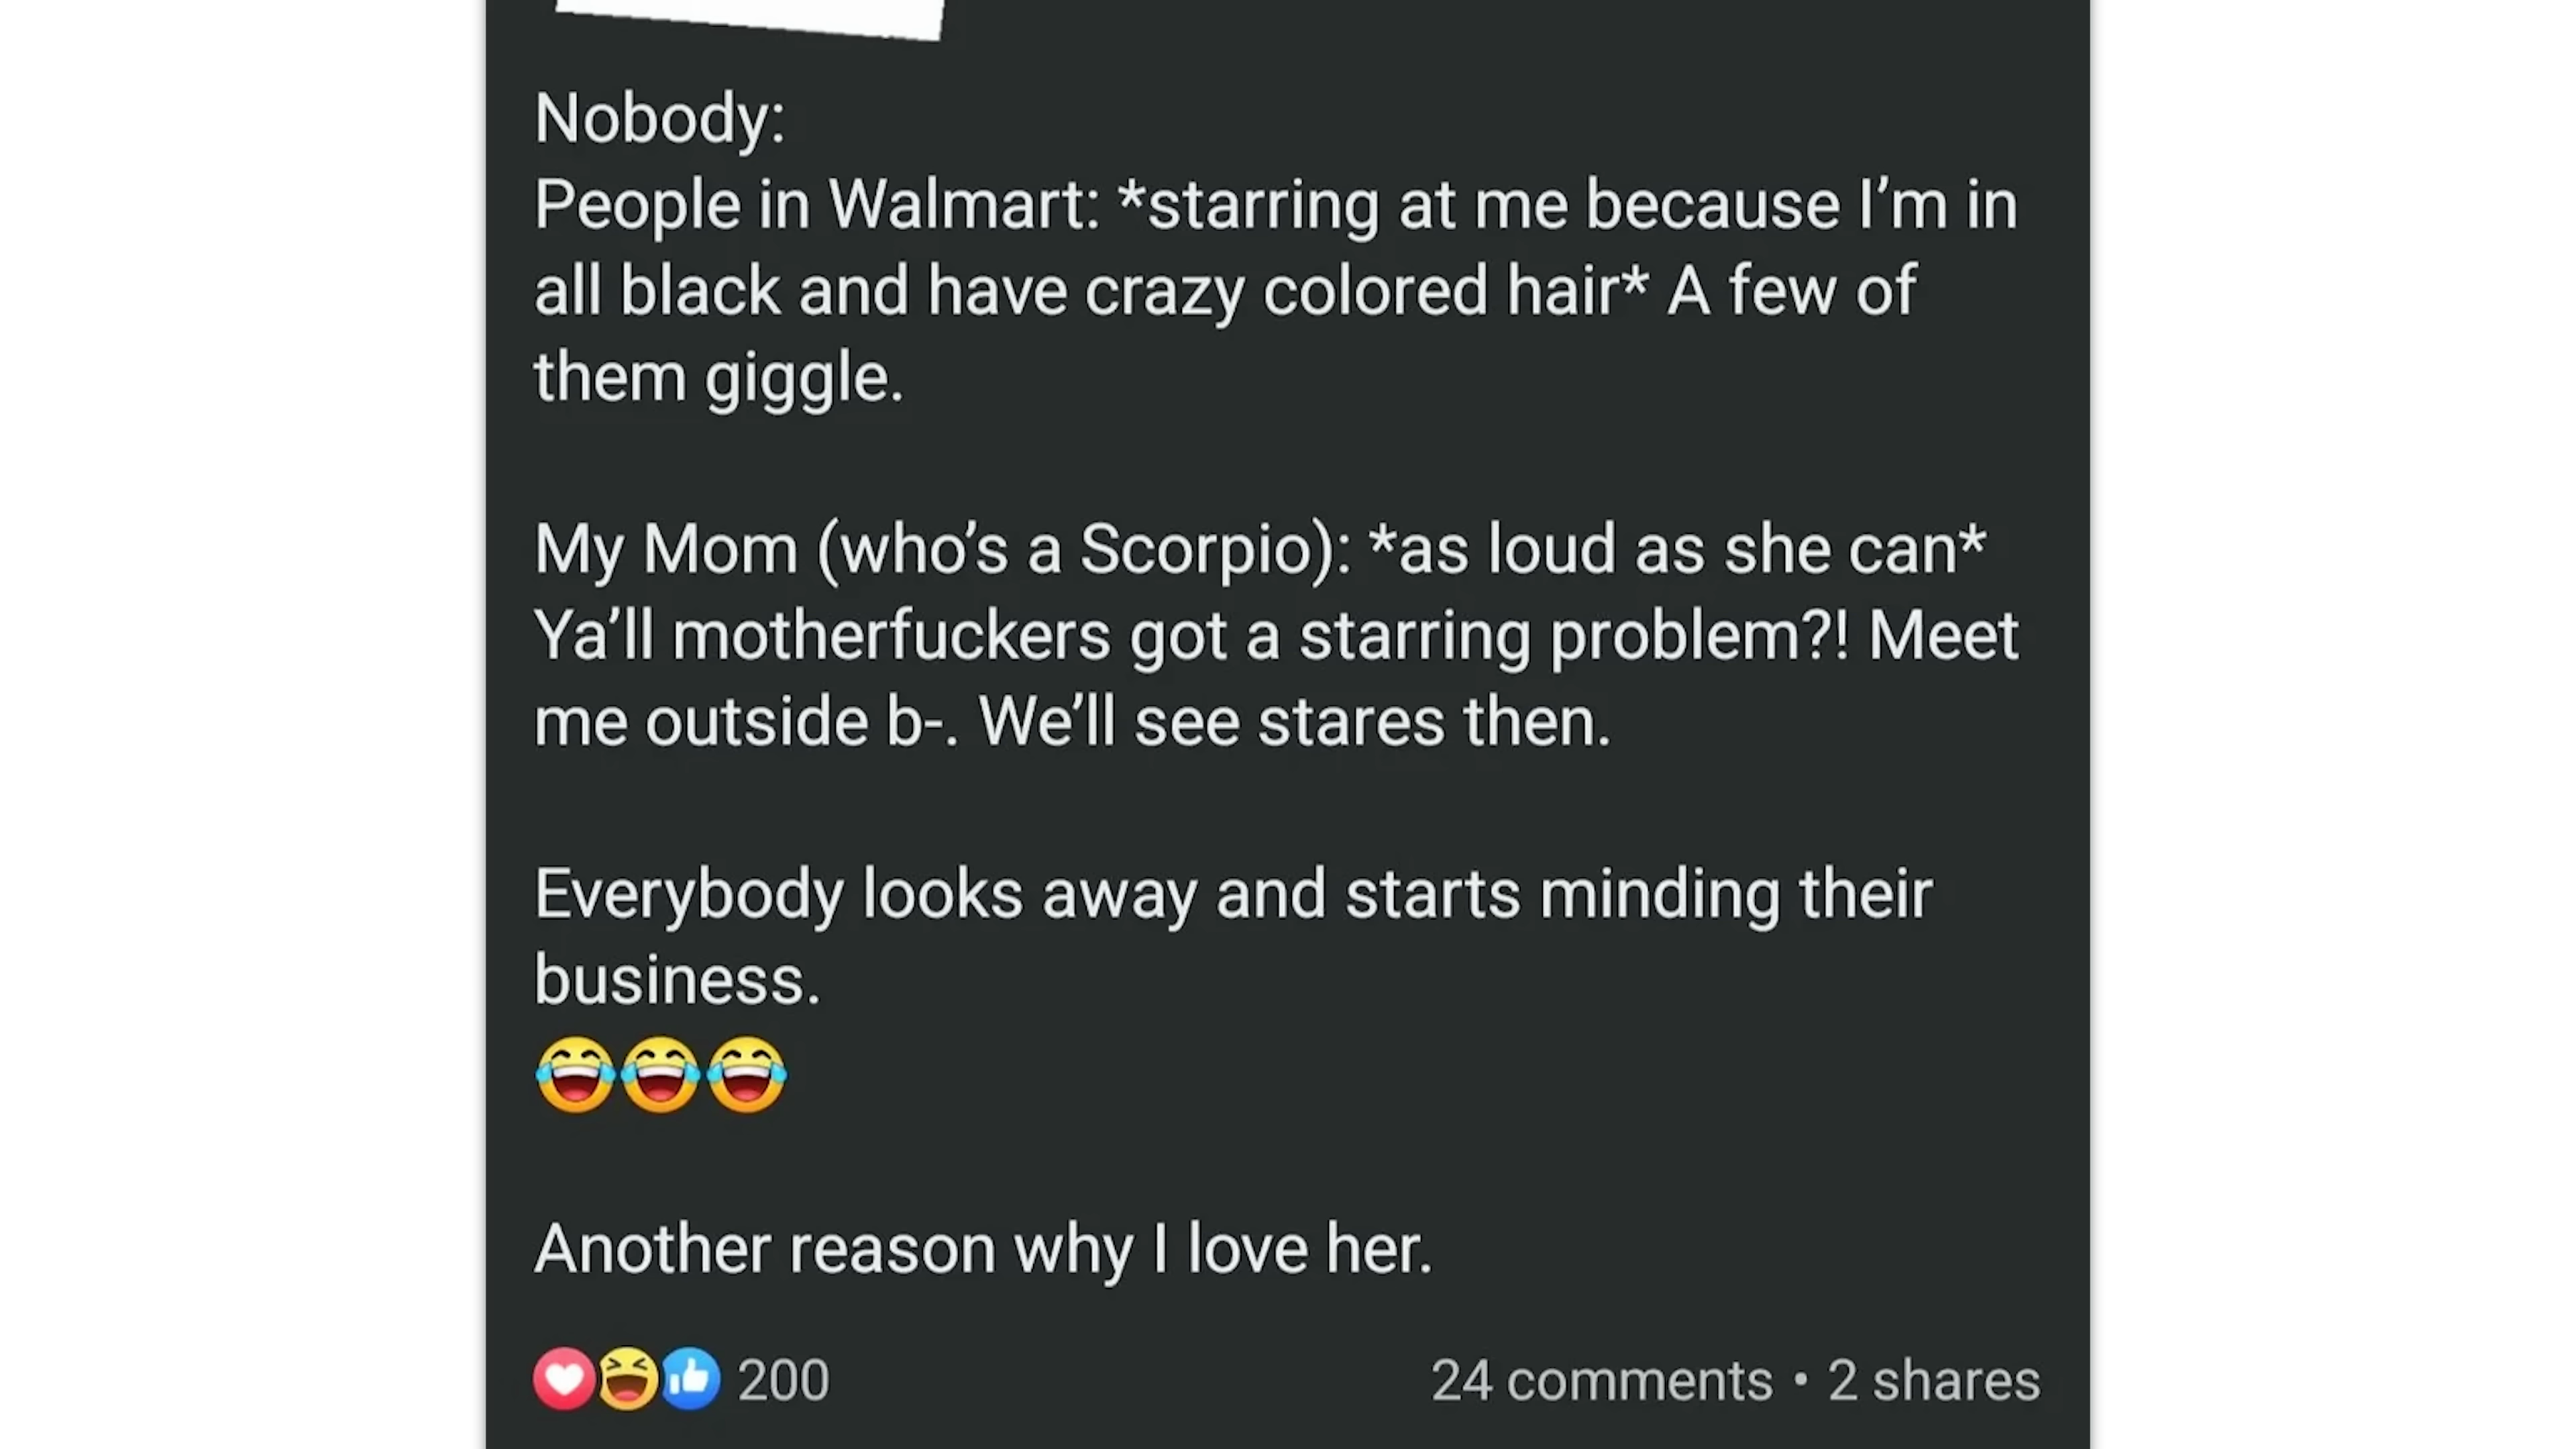 Nobody:
People in Walmart: *starring at me because I’m in
all black and have crazy colored hair* A few of
them giggle.
My Mom (who’s a Scorpio): *as loud as she can*
Ya’ll motherfuckers got a starring problem?! Meet
me outside b-. We’ll see stares then.
Everybody looks away and starts minding their
business.
😂😂😂
Another reason why I love her.
200
24 comments • 2 shares